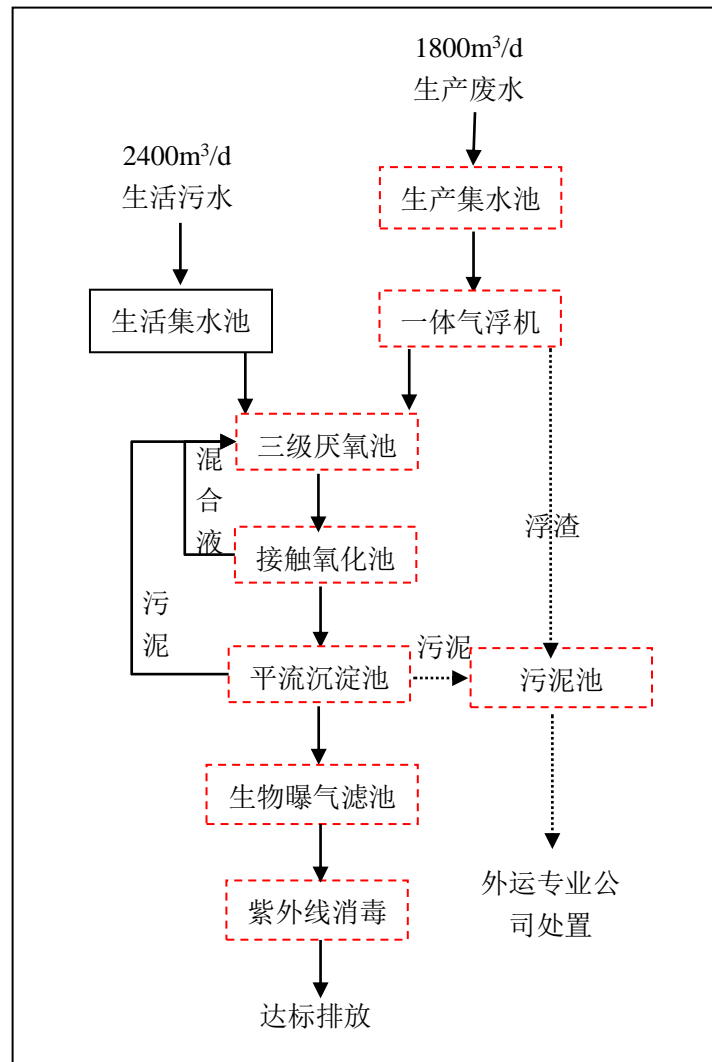 1800m³/d
生产废水
2400m³/d
生活污水
生产集水池
生活集水池
一体气浮机
三级厌氧池
混合液
浮渣
接触氧化池
污泥
污泥
平流沉淀池
污泥池
生物曝气滤池
外运专业公
司处置
紫外线消毒
达标排放